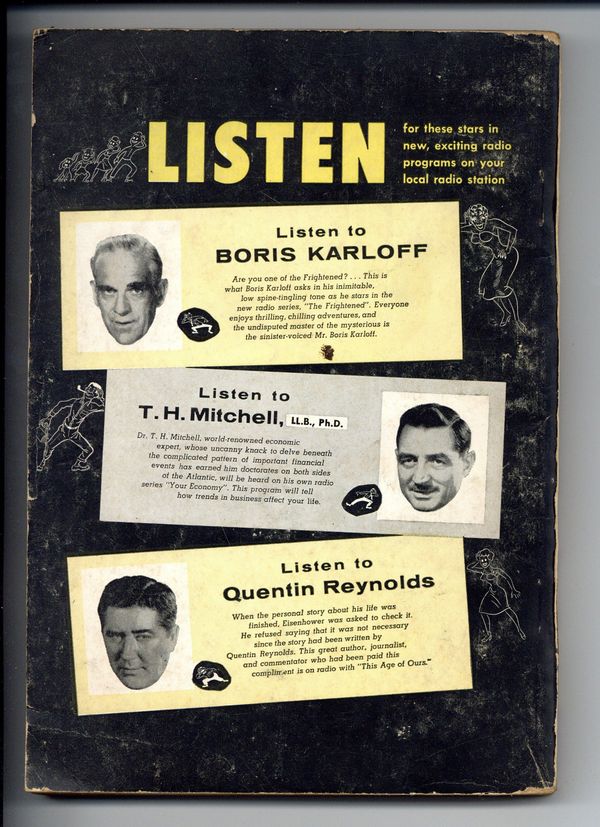 LISTEN
for these stars in
new, exciting radio
programs on your
local radio station
Listen to
BORIS KARLOFF
Are you one of the Frightened? . . . This is
what Boris Karloff asks in his inimitable,
low spine-tingling tone as he stars in the
new radio series, "The Frightened". Everyone
enjoys thrilling, chilling adventures, and
the undisputed master of the mysterious is
the sinister-voiced Mr. Boris Karloff.
Listen to
T. H. Mitchell, LL.B., Ph.D.
Dr. T. H. Mitchell, world-renowned economic
expert, whose uncanny knack to delve beneath
the complicated pattern of important financial
events has earned him doctorates on both sides
of the Atlantic, will be heard on his own radio
series "Your Economy". This program will tell
how trends in business affect your life.
Listen to
Quentin Reynolds
When the personal story about his life was
finished, Eisenhower was asked to check it.
He refused saying that it was not necessary
since the story had been written by
Quentin Reynolds. This great author, journalist,
and commentator who had been paid this
compliment is on radio with "This Age of Ours."